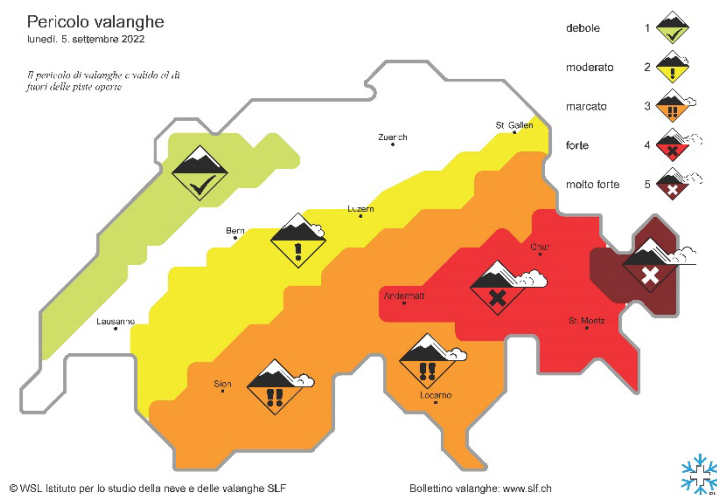 Pericolo valanghe
lunedì, 5. settembre 2022
Il pericolo di valanghe e valido al di
fuori delle piste aperte
debole 1
moderato 2
marcato 3
forte 4
molto forte 5
St. Gallen
Zuerich
Luzern
Bern
Chur
Andermatt
Lausanne
St. Moritz
Sion
Locarno
© WSL Istituto per lo studio della neve e delle valanghe SLF
Bollettino valanghe: www.slf.ch